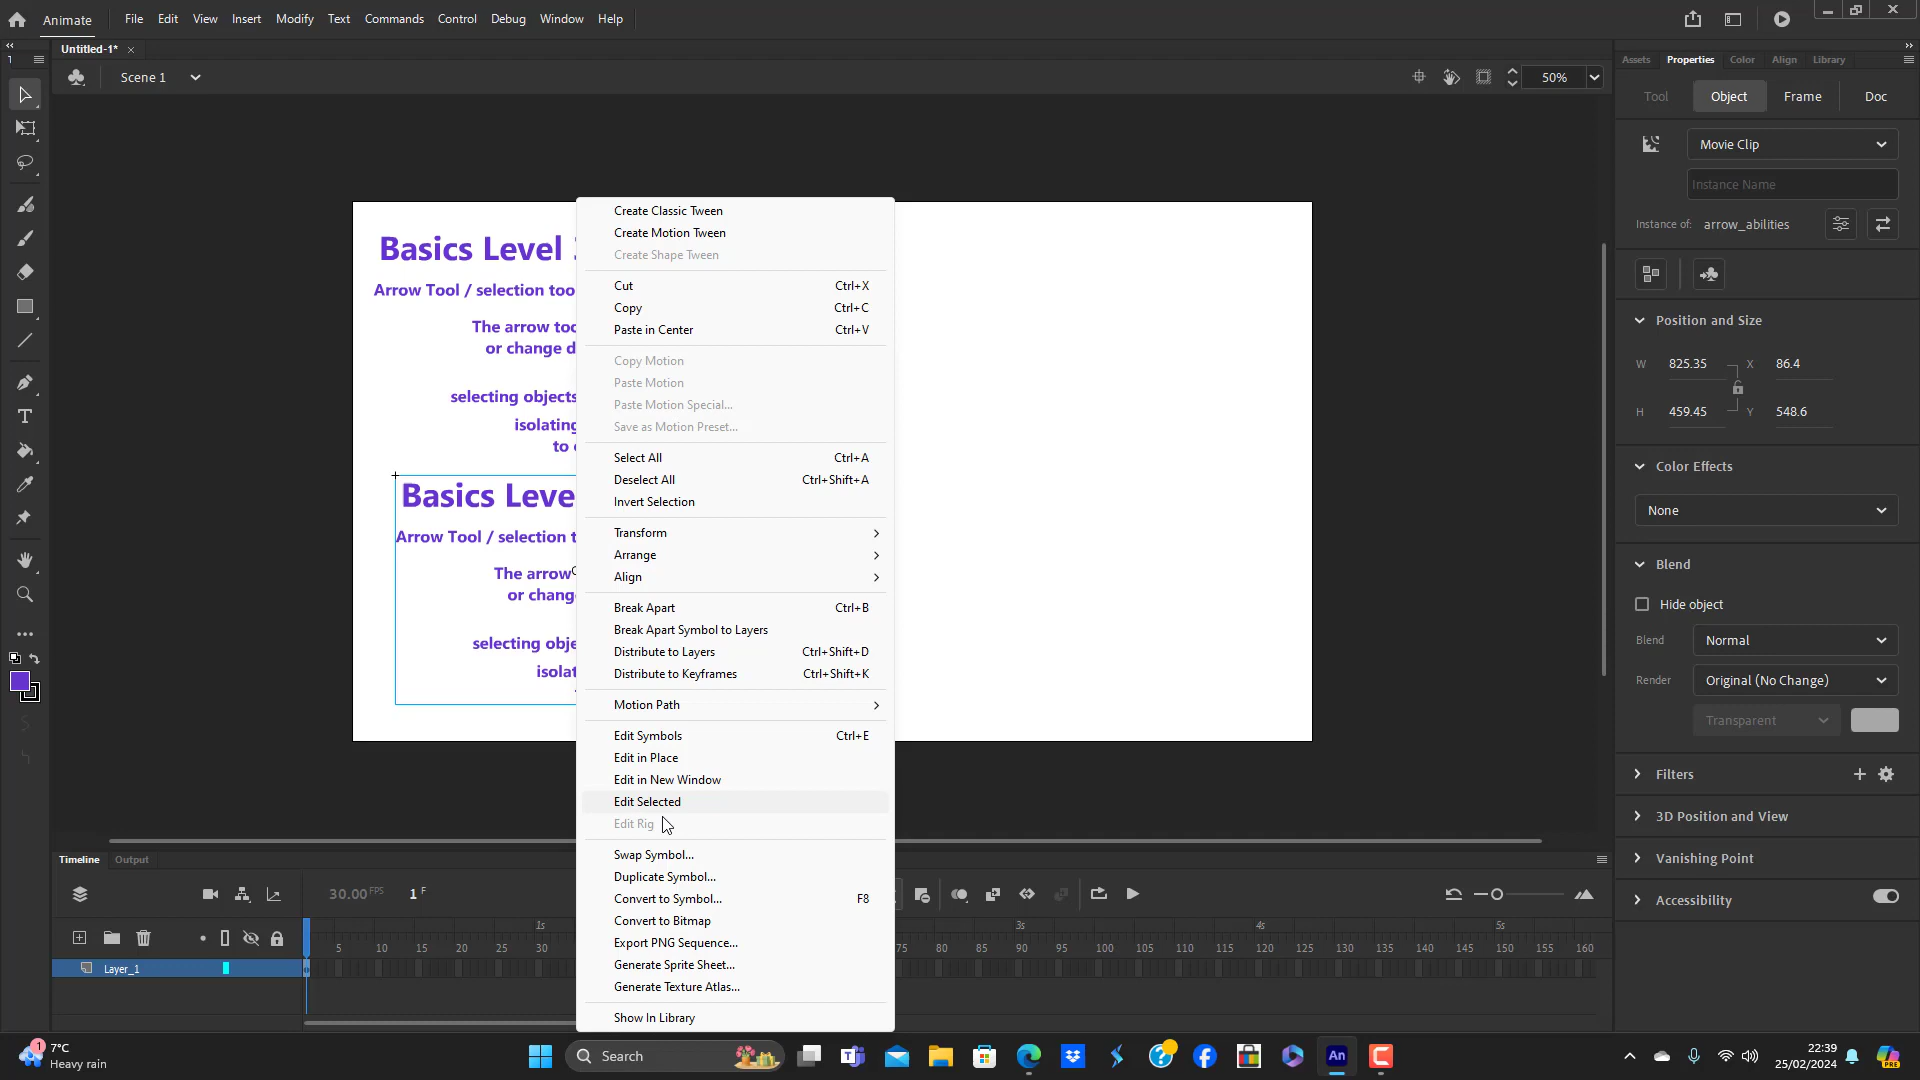 Animate
File Edit View Insert Modify Text Commands Control Debug Window Help
Untitled-1*
1
Scene 1
50%
Assets Properties Color Align Library
Tool Object Frame Doc
Movie Clip
Instance Name
Instance of: arrow_abilities
Position and Size
W 825.35 X 86.4
H 459.45 Y 548.6
Color Effects
None
Blend
Hide object
Blend Normal
Render Original (No Change)
Transparent
Filters
3D Position and View
Vanishing Point
Accessibility
Basics Level
Arrow Tool / selection too
The arrow too
or change d
selecting objects
isolating
to
Basics Leve
Arrow Tool / selection t
The arrow
or chang
selecting obje
isolat
Create Classic Tween
Create Motion Tween
Create Shape Tween
Cut Ctrl+X
Copy Ctrl+C
Paste in Center Ctrl+V
Copy Motion
Paste Motion
Paste Motion Special...
Save as Motion Preset...
Select All Ctrl+A
Deselect All Ctrl+Shift+A
Invert Selection
Transform
Arrange
Align
Break Apart Ctrl+B
Break Apart Symbol to Layers
Distribute to Layers Ctrl+Shift+D
Distribute to Keyframes Ctrl+Shift+K
Motion Path
Edit Symbols Ctrl+E
Edit in Place
Edit in New Window
Edit Selected
Edit Rig
Swap Symbol...
Duplicate Symbol...
Convert to Symbol... F8
Convert to Bitmap
Export PNG Sequence...
Generate Sprite Sheet...
Generate Texture Atlas...
Show In Library
Timeline Output
30.00 FPS 1 F
1s 3s 4s 5s
5 10 15 20 25 30 75 80 85 90 95 100 105 110 115 120 125 130 135 140 145 150 155 160
Layer_1
1
7°C
Heavy rain
Search
An
PRE
22:39
25/02/2024